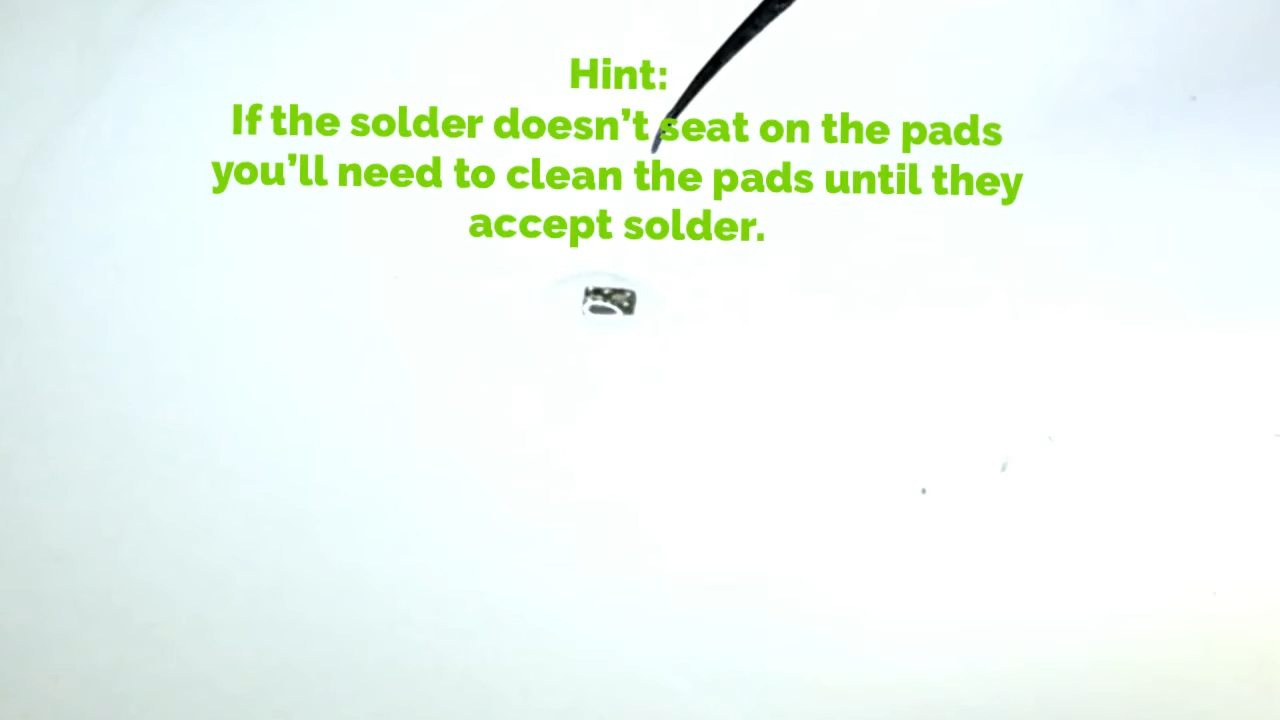 Hint:
If the solder doesn’t seat on the pads
you’ll need to clean the pads until they
accept solder.